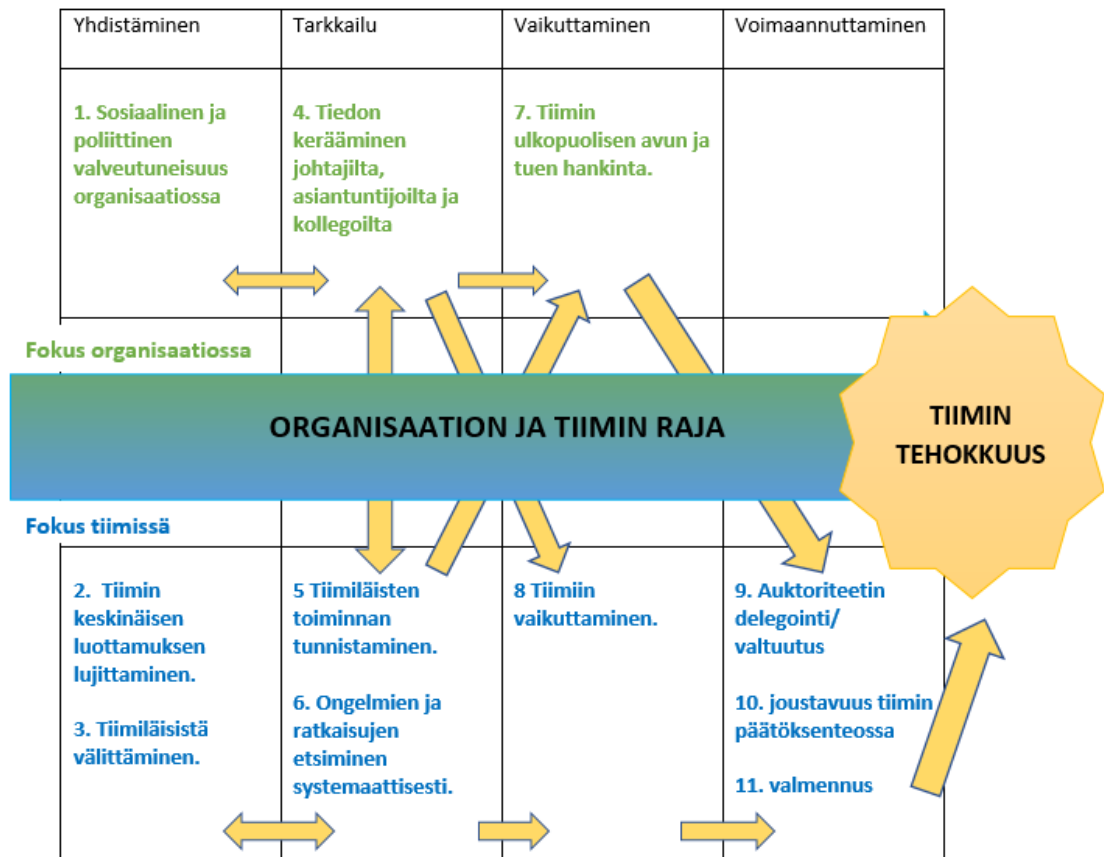 Yhdistäminen
Tarkkailu
Vaikuttaminen
Voimaannuttaminen
1. Sosiaalinen ja
poliittinen
valveutuneisuus
organisaatiossa
4. Tiedon
kerääminen
johtajilta,
asiantuntijoilta ja
kollegoilta
7. Tiimin
ulkopuolisen avun ja
tuen hankinta.
Fokus organisaatiossa
ORGANISAATION JA TIIMIN RAJA
TIIMIN
TEHOKKUUS
Fokus tiimissä
2. Tiimin
keskinäisen
luottamuksen
lujittaminen.
3. Tiimiläisistä
välittäminen.
5 Tiimiläisten
toiminnan
tunnistaminen.
6. Ongelmien ja
ratkaisujen
etsiminen
systemaattisesti.
8 Tiimiin
vaikuttaminen.
9. Auktoriteetin
delegointi/
valtuutus
10. joustavuus tiimin
päätöksenteossa
11. valmennus